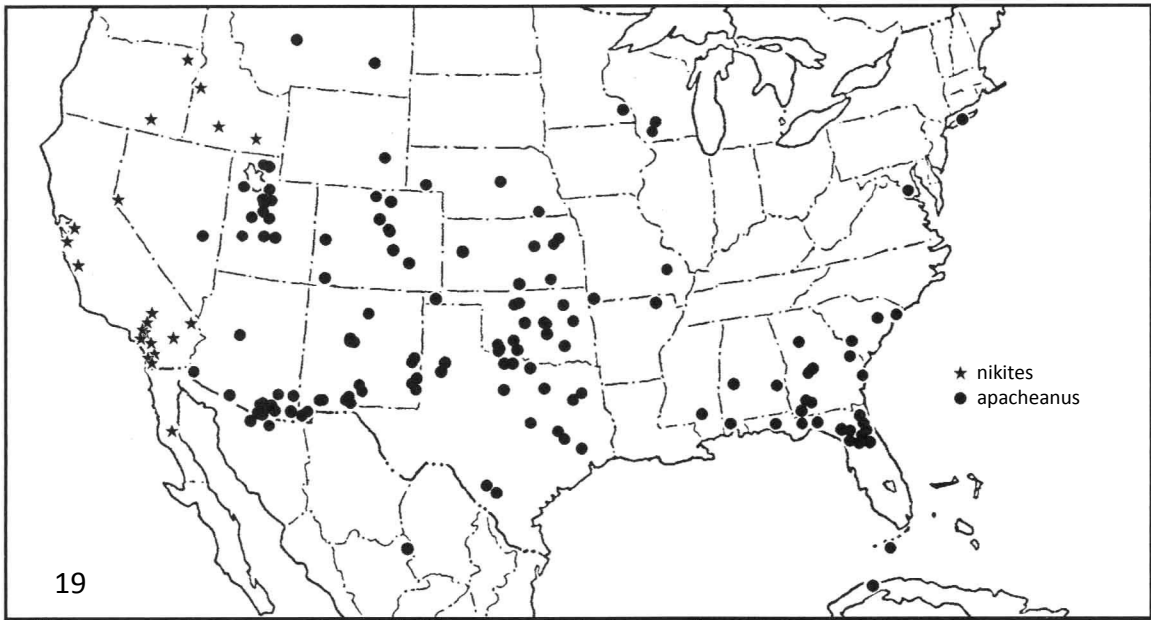 ★ nikites
● apacheanus
19